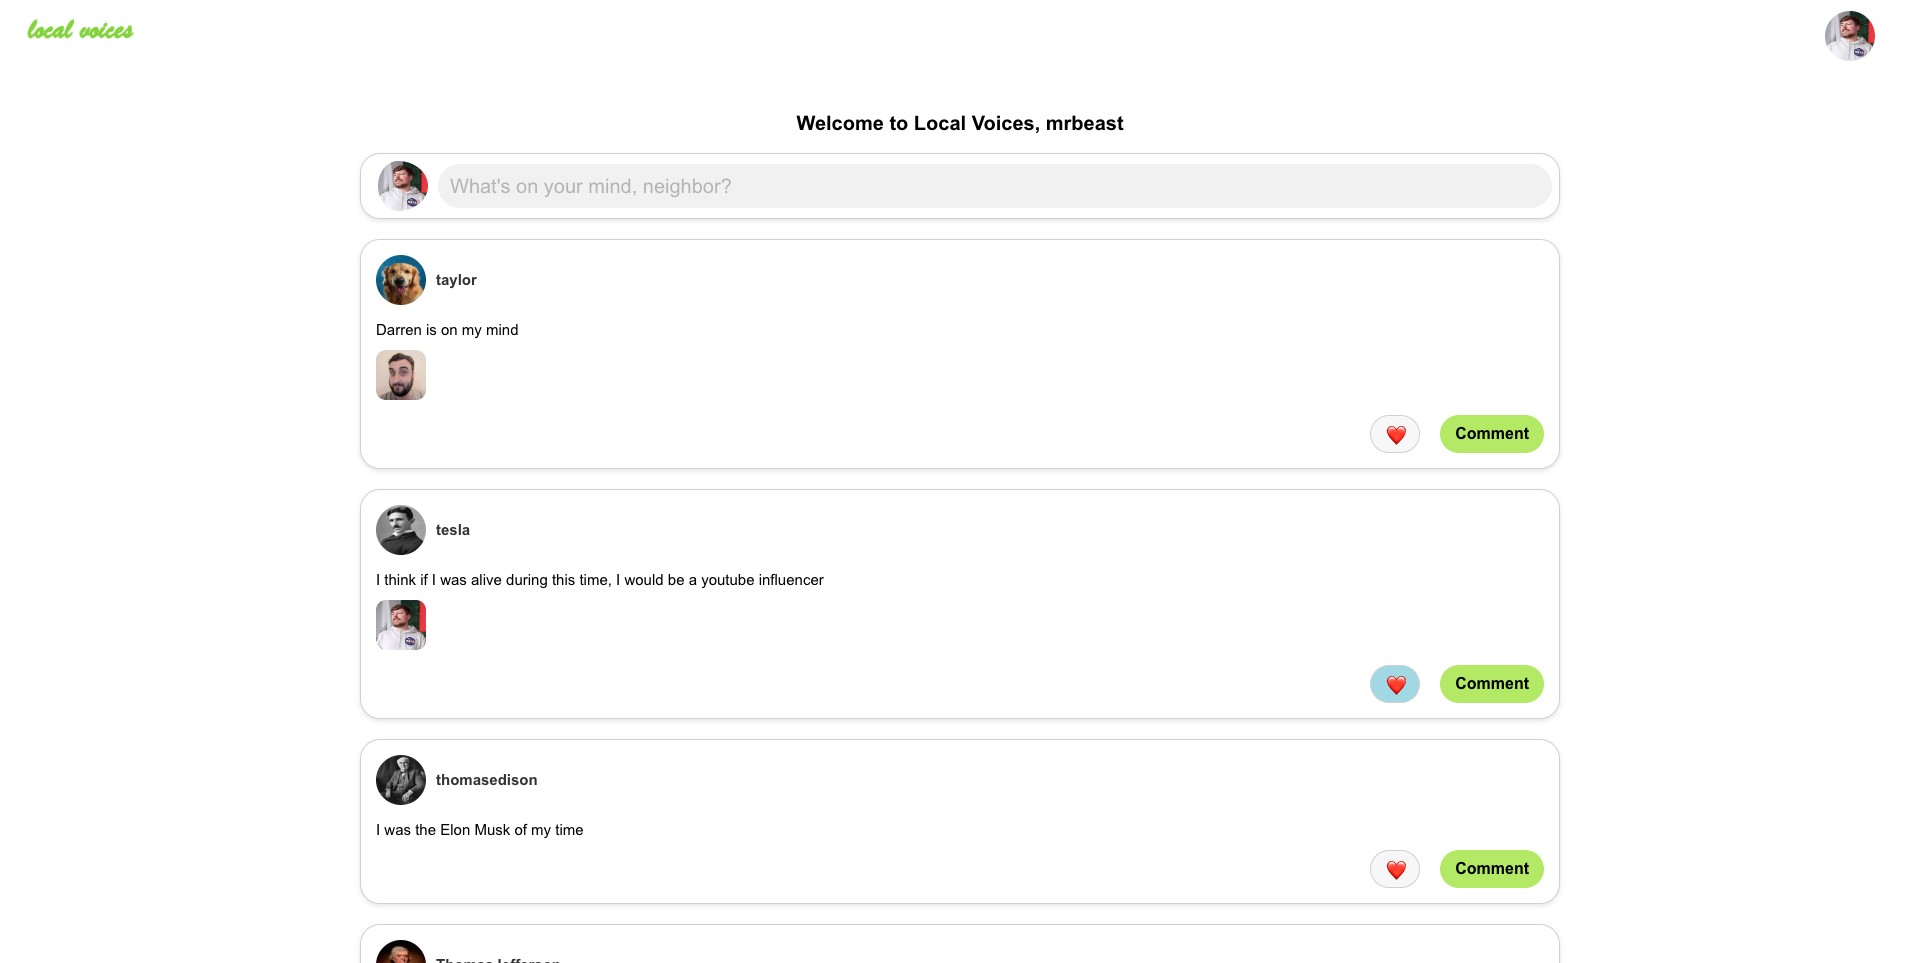 local voices
Welcome to Local Voices, mrbeast
What's on your mind, neighbor?
taylor
Darren is on my mind
Comment
tesla
I think if I was alive during this time, I would be a youtube influencer
Comment
thomasedison
I was the Elon Musk of my time
Comment